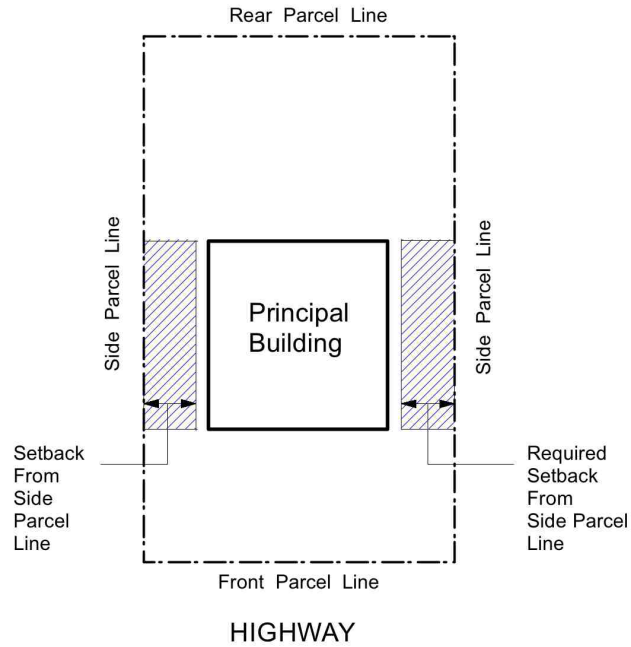 Rear Parcel Line
Side Parcel Line
Principal
Building
Side Parcel Line
Setback
From
Side
Parcel
Line
Required
Setback
From
Side Parcel
Line
Front Parcel Line
HIGHWAY